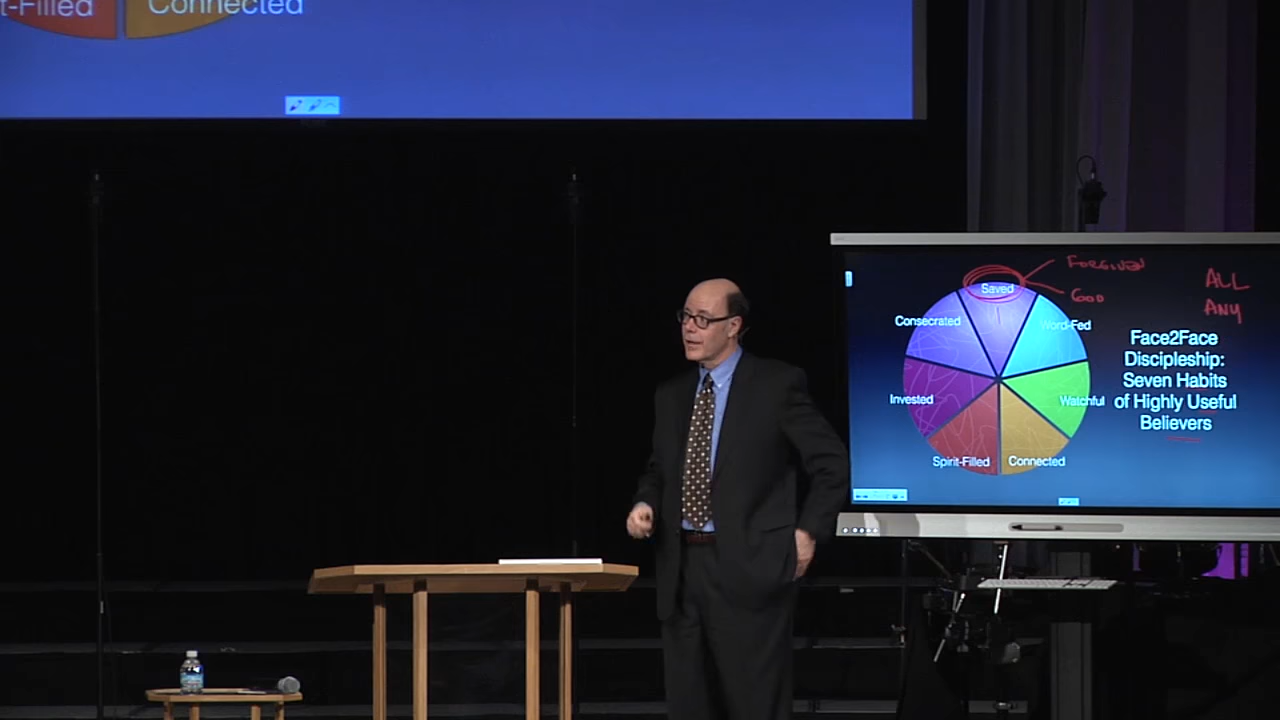 t-Filled
Connected
Saved
FORGIVEN
GOD
ALL
ANY
Consecrated
Word-Fed
Face2Face
Discipleship:
Seven Habits
of Highly Useful
Believers
Invested
Watchful
Spirit-Filled
Connected